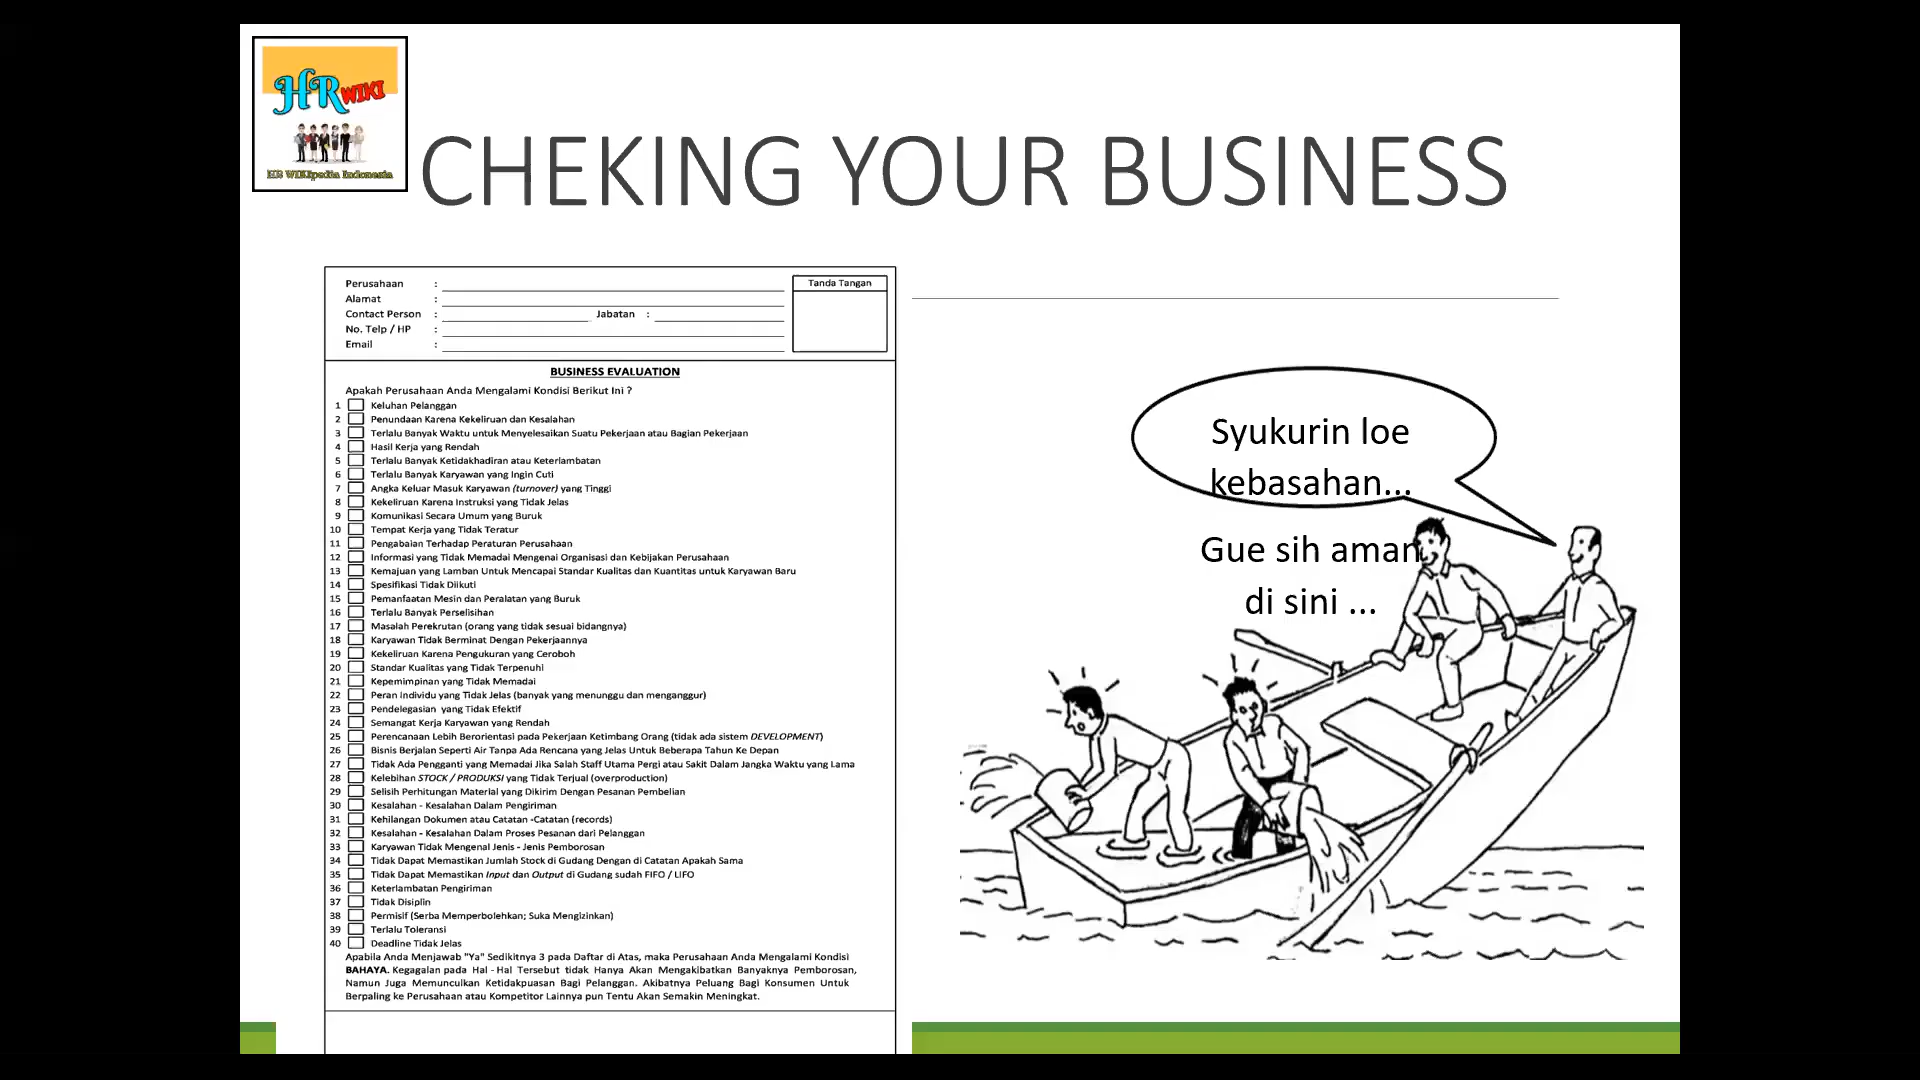 HR WIKI
HR WIKIpedia Indonesia
CHEKING YOUR BUSINESS
Perusahaan :
Alamat :
Contact Person : Jabatan :
No. Telp / HP :
Email :
Tanda Tangan
BUSINESS EVALUATION
Apakah Perusahaan Anda Mengalami Kondisi Berikut Ini ?
1 Keluhan Pelanggan
2 Penundaan Karena Kekeliruan dan Kesalahan
3 Terlalu Banyak Waktu untuk Menyelesaikan Suatu Pekerjaan atau Bagian Pekerjaan
4 Hasil Kerja yang Rendah
5 Terlalu Banyak Ketidakhadiran atau Keterlambatan
6 Terlalu Banyak Karyawan yang Ingin Cuti
7 Angka Keluar Masuk Karyawan (turnover) yang Tinggi
8 Kekeliruan Karena Instruksi yang Tidak Jelas
9 Komunikasi Secara Umum yang Buruk
10 Tempat Kerja yang Tidak Teratur
11 Pengabaian Terhadap Peraturan Perusahaan
12 Informasi yang Tidak Memadai Mengenai Organisasi dan Kebijakan Perusahaan
13 Kemajuan yang Lamban Untuk Mencapai Standar Kualitas dan Kuantitas untuk Karyawan Baru
14 Spesifikasi Tidak Diikuti
15 Pemanfaatan Mesin dan Peralatan yang Buruk
16 Terlalu Banyak Perselisihan
17 Masalah Perekrutan (orang yang tidak sesuai bidangnya)
18 Karyawan Tidak Berminat Dengan Pekerjaannya
19 Kekeliruan Karena Pengukuran yang Ceroboh
20 Standar Kualitas yang Tidak Terpenuhi
21 Kepemimpinan yang Tidak Memadai
22 Peran Individu yang Tidak Jelas (banyak yang menunggu dan menganggur)
23 Pendelegasian yang Tidak Efektif
24 Semangat Kerja Karyawan yang Rendah
25 Perencanaan Lebih Berorientasi pada Pekerjaan Ketimbang Orang (tidak ada sistem DEVELOPMENT)
26 Bisnis Berjalan Seperti Air Tanpa Ada Rencana yang Jelas Untuk Beberapa Tahun Ke Depan
27 Tidak Ada Pengganti yang Memadai Jika Salah Staff Utama Pergi atau Sakit Dalam Jangka Waktu yang Lama
28 Kelebihan STOCK / PRODUKSI yang Tidak Terjual (overproduction)
29 Selisih Perhitungan Material yang Dikirim Dengan Pesanan Pembelian
30 Kesalahan - Kesalahan Dalam Pengiriman
31 Kehilangan Dokumen atau Catatan -Catatan (records)
32 Kesalahan - Kesalahan Dalam Proses Pesanan dari Pelanggan
33 Karyawan Tidak Mengenal Jenis - Jenis Pemborosan
34 Tidak Dapat Memastikan Jumlah Stock di Gudang Dengan di Catatan Apakah Sama
35 Tidak Dapat Memastikan Input dan Output di Gudang sudah FIFO / LIFO
36 Keterlambatan Pengiriman
37 Tidak Disiplin
38 Permisif (Serba Memperbolehkan; Suka Mengizinkan)
39 Terlalu Toleransi
40 Deadline Tidak Jelas
Apabila Anda Menjawab "Ya" Sedikitnya 3 pada Daftar di Atas, maka Perusahaan Anda Mengalami Kondisi
BAHAYA. Kegagalan pada Hal - Hal Tersebut tidak Hanya Akan Mengakibatkan Banyaknya Pemborosan,
Namun Juga Memunculkan Ketidakpuasan Bagi Pelanggan. Akibatnya Peluang Bagi Konsumen Untuk
Berpaling ke Perusahaan atau Kompetitor Lainnya pun Tentu Akan Semakin Meningkat.
Syukurin loe
kebasahan...
Gue sih aman
di sini ...